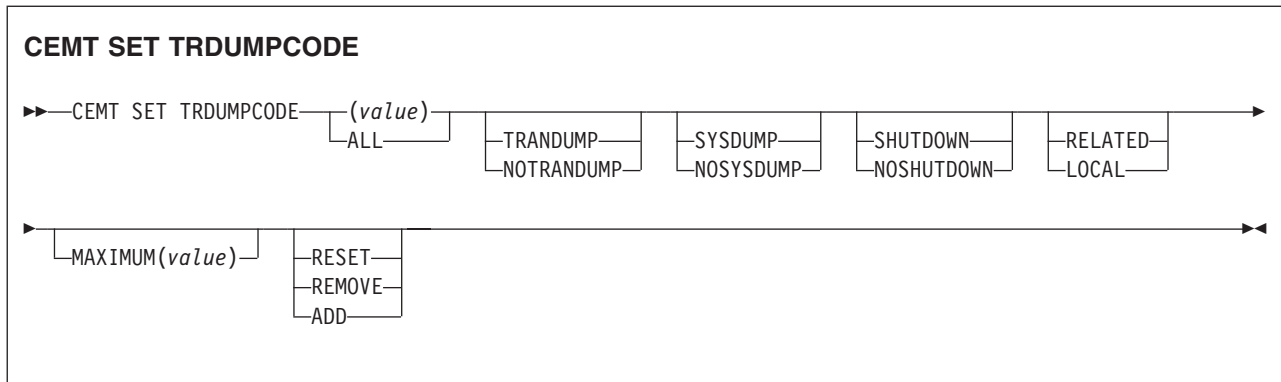 CEMT SET TRDUMPCODE
CEMT SET TRDUMPCODE (value)
ALL
TRANDUMP
NOTRANDUMP
SYSDUMP
NOSYSDUMP
SHUTDOWN
NOSHUTDOWN
RELATED
LOCAL
MAXIMUM(value)
RESET
REMOVE
ADD